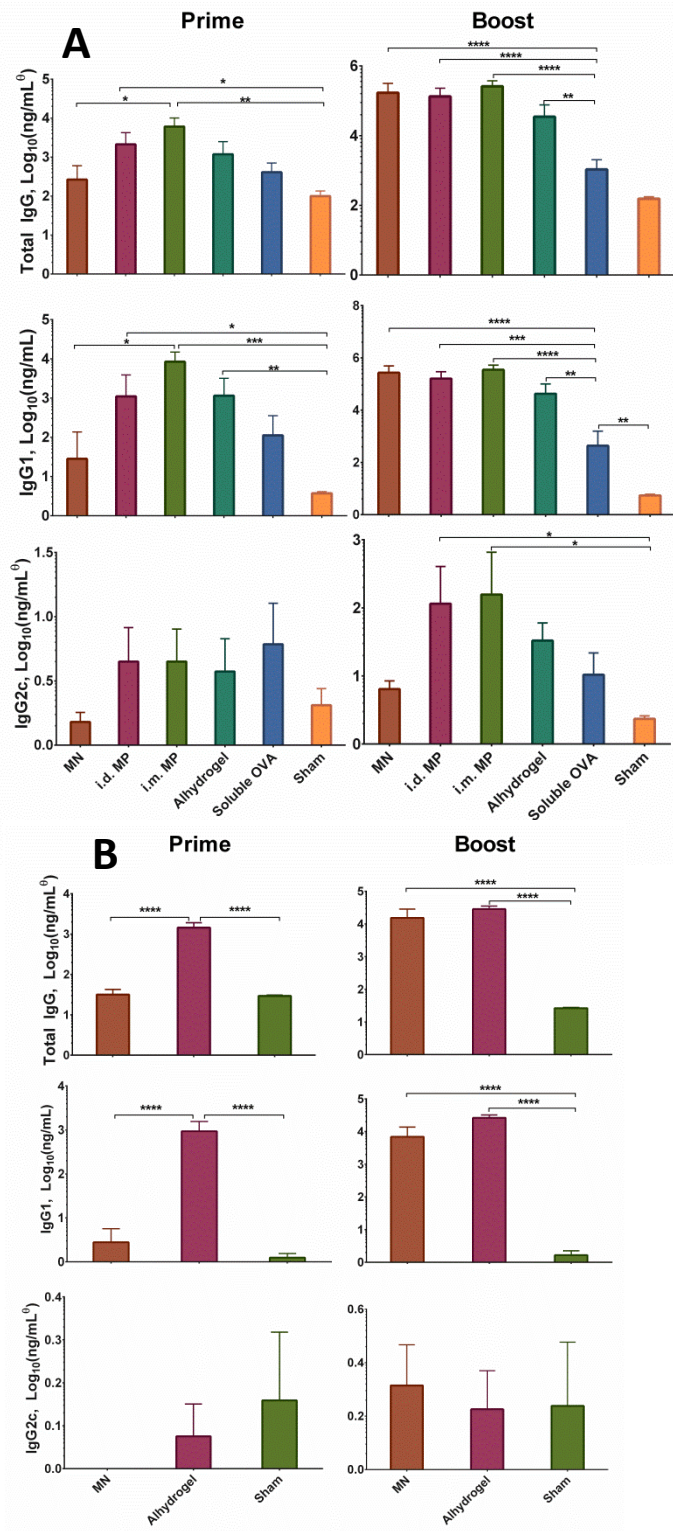 A
Prime
Boost
Total IgG, Log10(ng/mLθ)
5
4
3
2
1
0
*
*
**
6
4
2
0
****
****
****
**
IgG1, Log10(ng/mL)
5
4
3
2
1
0
*
*
***
**
8
6
4
2
0
****
***
****
**
**
IgG2c, Log10(ng/mLθ)
1.5
1.0
0.5
0.0
3
2
1
0
*
*
MN
i.d. MP
i.m. MP
Alhydrogel
Soluble OVA
Sham
MN
i.d. MP
i.m. MP
Alhydrogel
Soluble OVA
Sham
B
Prime
Boost
Total IgG, Log10(ng/mLθ)
4
3
2
1
0
****
****
5
4
3
2
1
0
****
****
IgG1, Log10(ng/mL)
4
3
2
1
0
****
****
5
4
3
2
1
0
****
****
IgG2c, Log10(ng/mLθ)
0.4
0.3
0.2
0.1
0.0
0.6
0.4
0.2
0.0
MN
Alhydrogel
Sham
MN
Alhydrogel
Sham